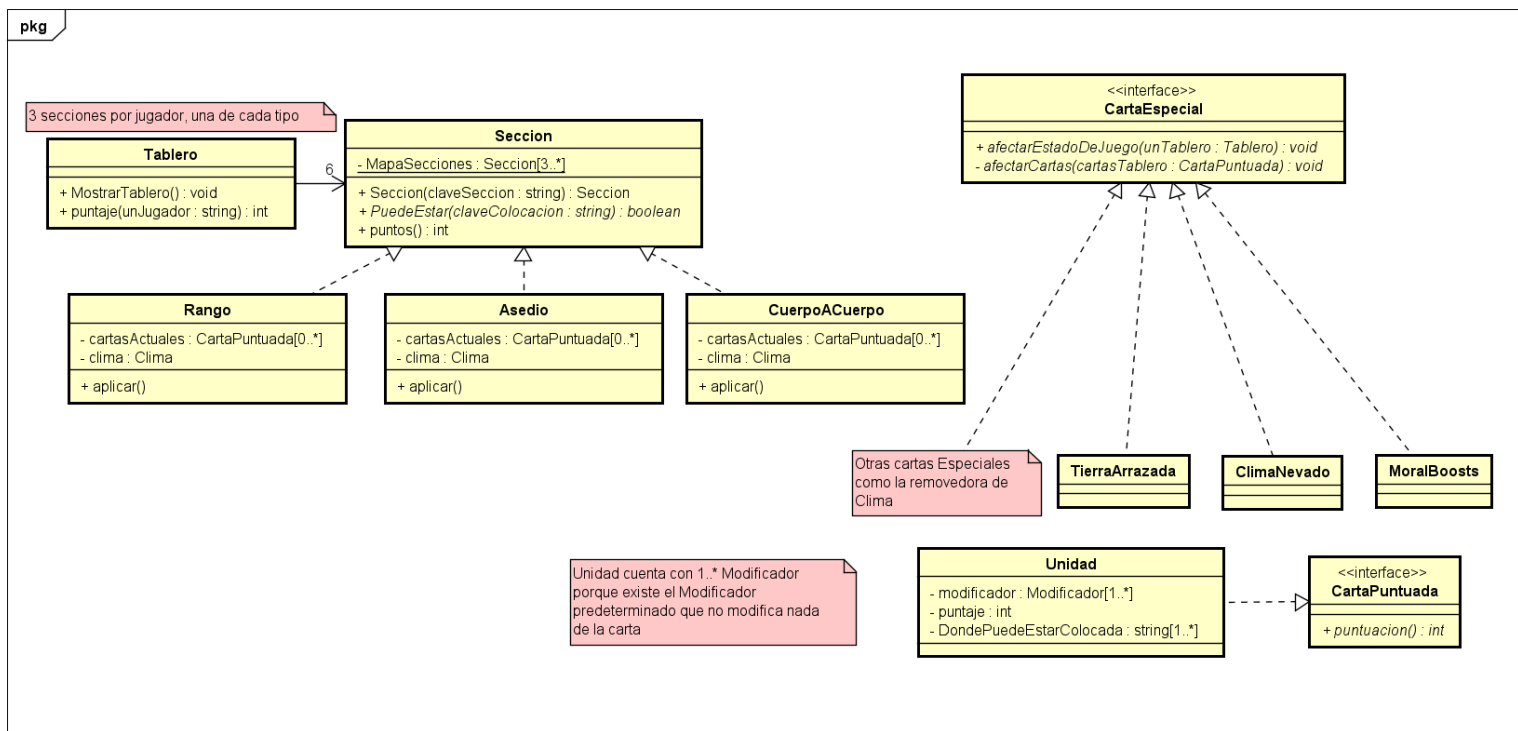 pkg
3 secciones por jugador, una de cada tipo
Tablero
+ MostrarTablero() : void
+ puntaje(unJugador : string) : int
6
Seccion
- MapaSecciones : Seccion[3..*]
+ Seccion(claveSeccion : string) : Seccion
+ PuedeEstar(claveColocacion : string) : boolean
+ puntos() : int
Rango
- cartasActuales : CartaPuntuada[0..*]
- clima : Clima
+ aplicar()
Asedio
- cartasActuales : CartaPuntuada[0..*]
- clima : Clima
+ aplicar()
CuerpoACuerpo
- cartasActuales : CartaPuntuada[0..*]
- clima : Clima
+ aplicar()
<<interface>>
CartaEspecial
+ afectarEstadoDeJuego(unTablero : Tablero) : void
- afectarCartas(cartasTablero : CartaPuntuada) : void
Otras cartas Especiales
como la removedora de
Clima
TierraArrazada
ClimaNevado
MoralBoosts
Unidad cuenta con 1..* Modificador
porque existe el Modificador
predeterminado que no modifica nada
de la carta
Unidad
- modificador : Modificador[1..*]
- puntaje : int
- DondePuedeEstarColocada : string[1..*]
<<interface>>
CartaPuntuada
+ puntuacion() : int